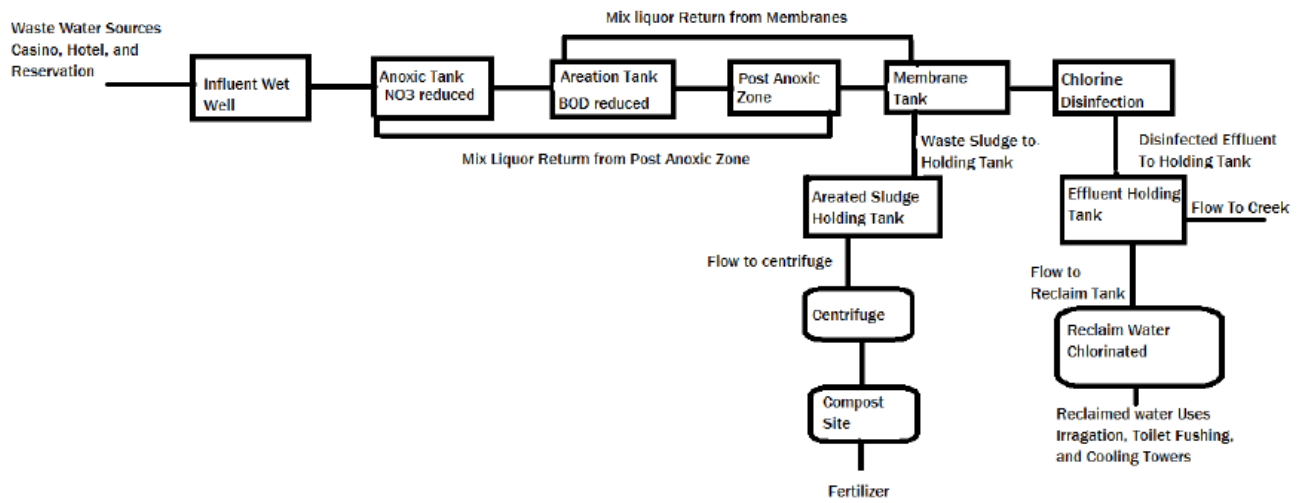 Mix liquor Return from Membranes
Waste Water Sources
Casino, Hotel, and
Reservation
Influent Wet
Well
Anoxic Tank
NO3 reduced
Areation Tank
BOD reduced
Post Anoxic
Zone
Membrane
Tank
Chlorine
Disinfection
Mix Liquor Returm from Post Anoxic Zone
Waste Sludge to
Holding Tank
Disinfected Effluent
To Holding Tank
Areated Sludge
Holding Tank
Effluent Holding
Tank
Flow To Creek
Flow to centrifuge
Flow to
Reclaim Tank
Centrifuge
Reclaim Water
Chlorinated
Compost
Site
Reclaimed water Uses
Irragation, Toilet Fushing,
and Cooling Towers
Fertilizer